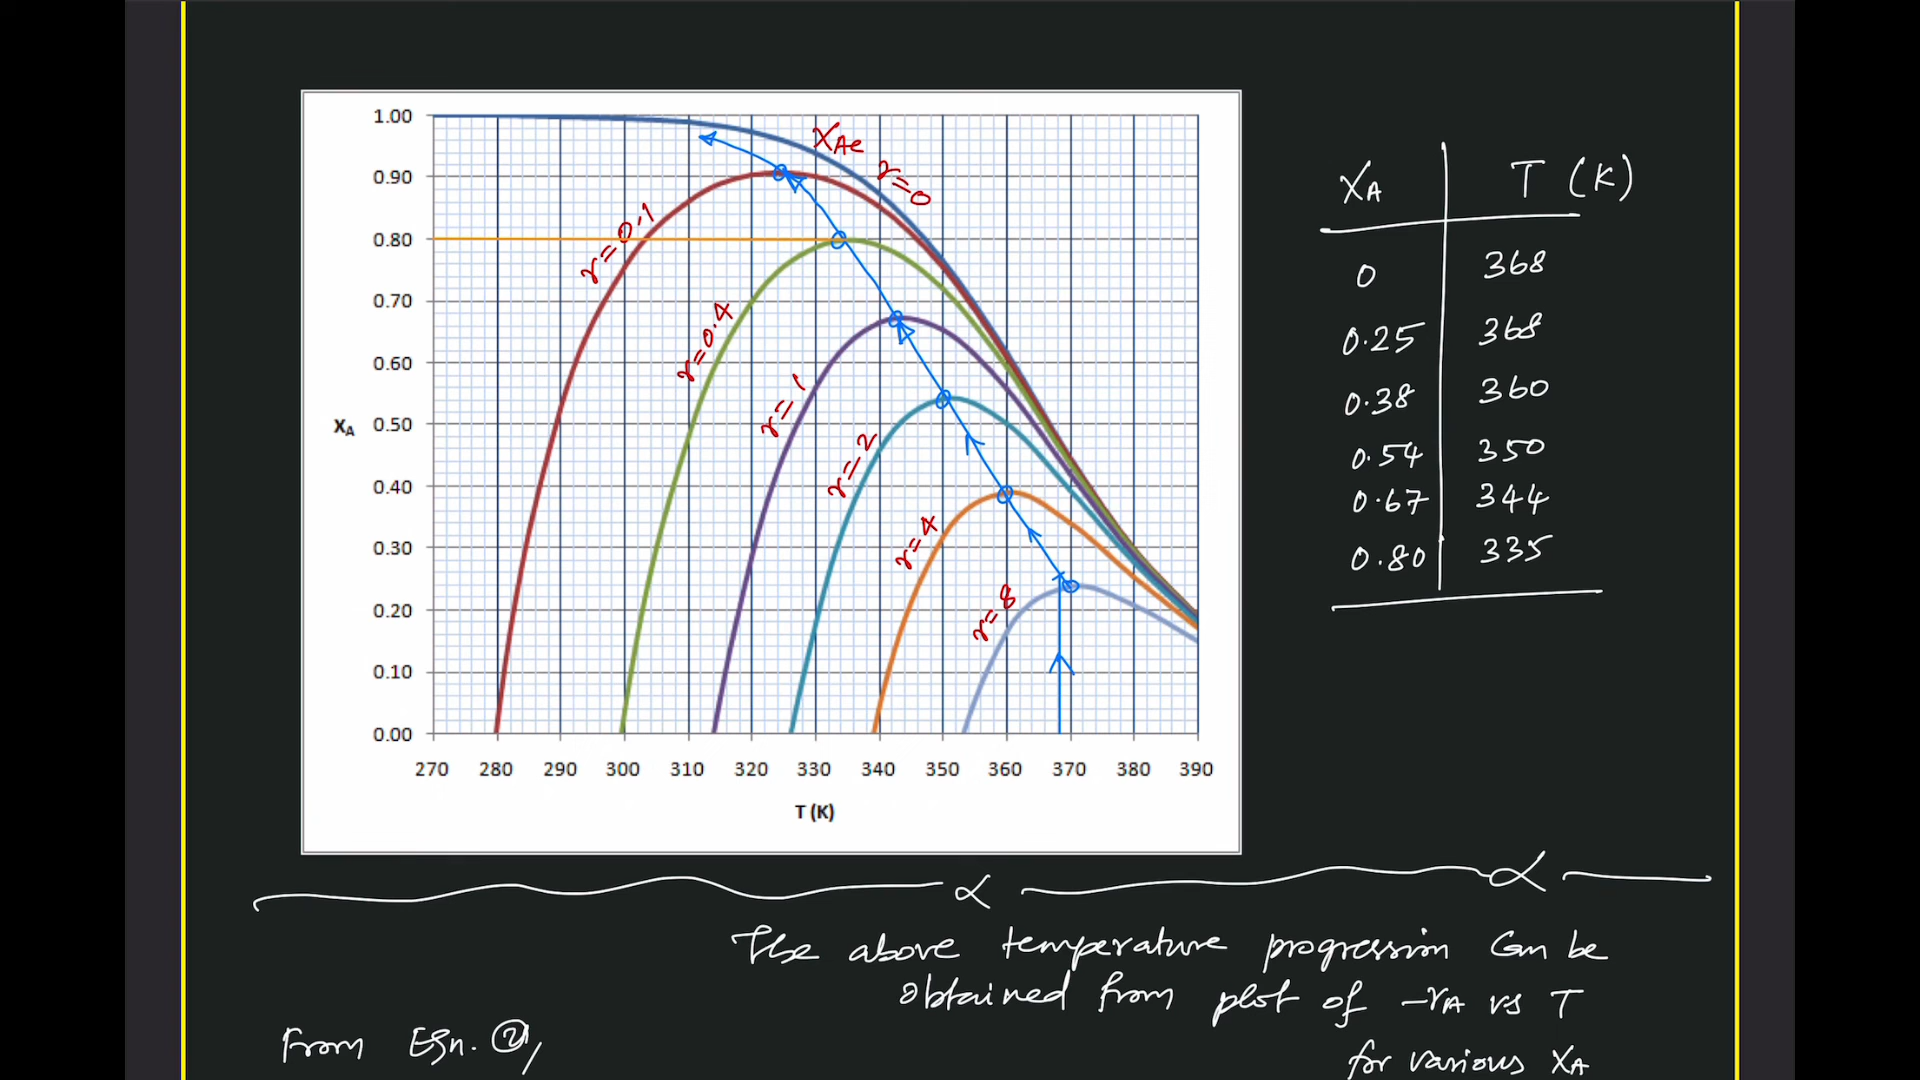 1.00
0.90
0.80
0.70
0.60
XA 0.50
0.40
0.30
0.20
0.10
0.00
270 280 290 300 310 320 330 340 350 360 370 380 390
T (K)
XAe
r=0
r=0.1
r=0.4
r=1
r=2
r=4
r=8
XA T (K)
0 368
0.25 368
0.38 360
0.54 350
0.67 344
0.80 335
The above temperature progression can be
obtained from plot of -rA vs T
for various XA
From Eqn. 2,